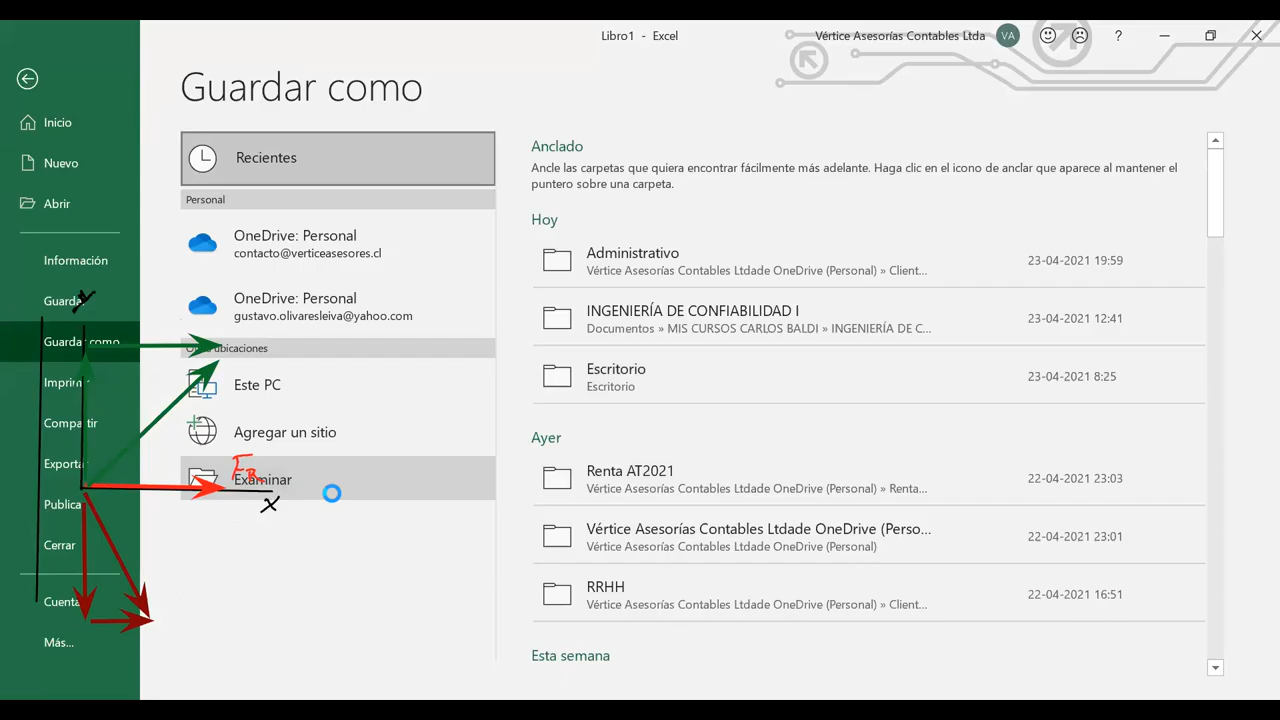 Libro1 - Excel
Vértice Asesorías Contables Ltda
VA
?
Guardar como
Inicio
Nuevo
Abrir
Información
Guardar
Guardar como
Imprimir
Compartir
Exportar
Publicar
Cerrar
Cuenta
Más...
Recientes
Personal
OneDrive: Personal
contacto@verticeasesores.cl
OneDrive: Personal
gustavo.olivaresleiva@yahoo.com
Otras ubicaciones
Este PC
Agregar un sitio
Examinar
FR
x
Anclado
Ancle las carpetas que quiera encontrar fácilmente más adelante. Haga clic en el icono de anclar que aparece al mantener el
puntero sobre una carpeta.
Hoy
Administrativo
Vértice Asesorías Contables Ltdade OneDrive (Personal) » Client...
23-04-2021 19:59
INGENIERÍA DE CONFIABILIDAD I
Documentos » MIS CURSOS CARLOS BALDI » INGENIERÍA DE C...
23-04-2021 12:41
Escritorio
Escritorio
23-04-2021 8:25
Ayer
Renta AT2021
Vértice Asesorías Contables Ltdade OneDrive (Personal) » Renta...
22-04-2021 23:03
Vértice Asesorías Contables Ltdade OneDrive (Perso...
Vértice Asesorías Contables Ltdade OneDrive (Personal)
22-04-2021 23:01
RRHH
Vértice Asesorías Contables Ltdade OneDrive (Personal) » Client...
22-04-2021 16:51
Esta semana